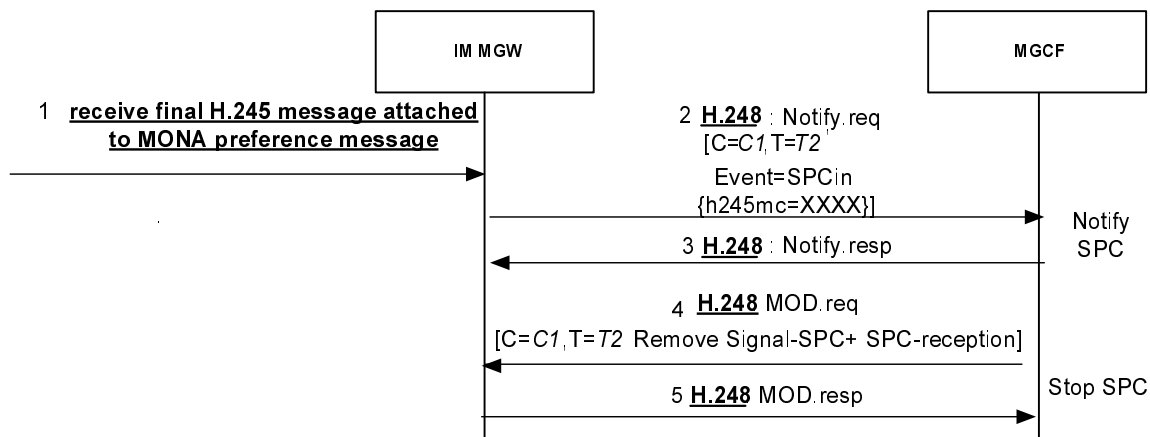 IM MGW
MGCF
1 receive final H.245 message attached
to MONA preference message
2 H.248 : Notify.req
[C=C1,T=T2
Event=SPCin
{h245mc=XXXX}]
Notify
SPC
3 H.248 : Notify.resp
4 H.248 MOD.req
[C=C1,T=T2 Remove Signal-SPC+ SPC-reception]
Stop SPC
5 H.248 MOD.resp